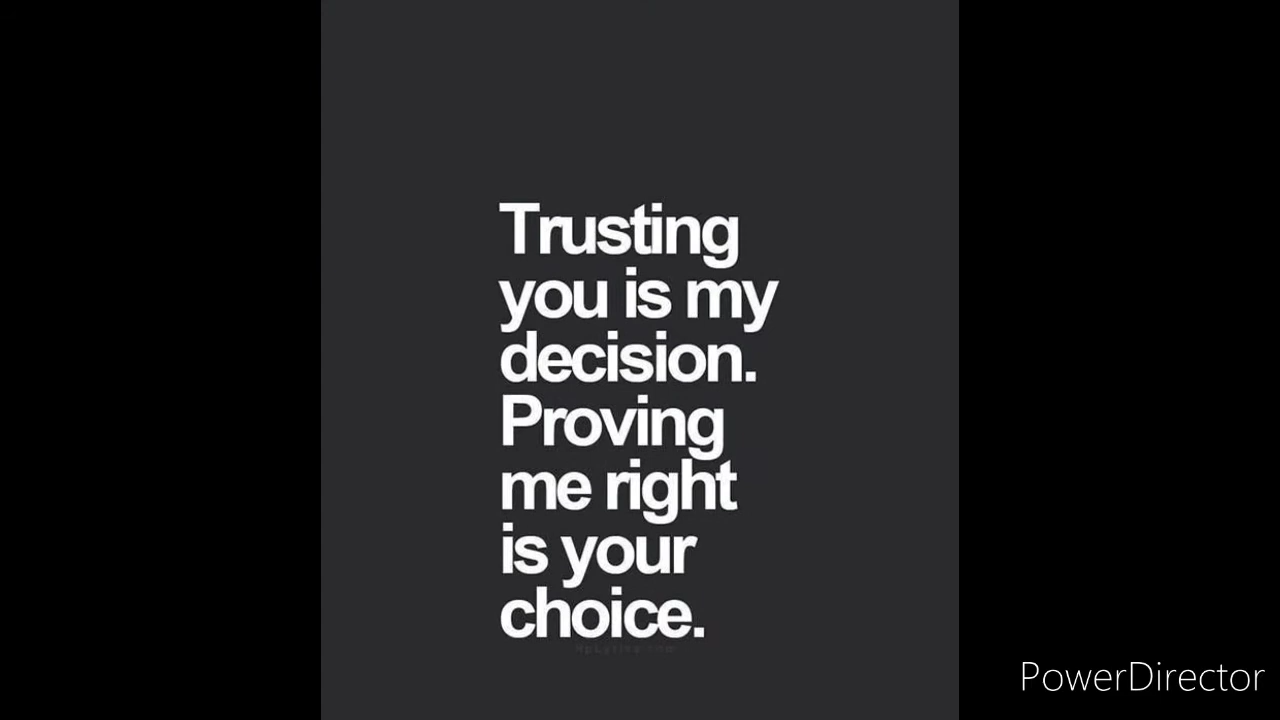 Trusting
you is my
decision.
Proving
me right
is your
choice.
PowerDirector